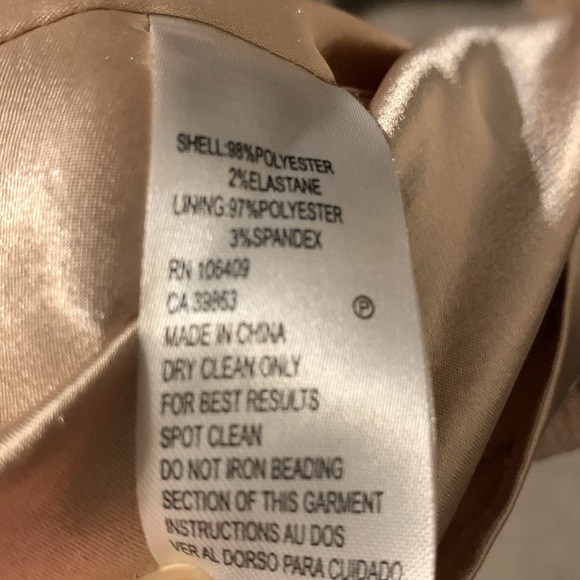 SHELL:98%POLYESTER
2%ELASTANE
LINING:97%POLYESTER
3%SPANDEX
RN 106409
CA 39863
P
MADE IN CHINA
DRY CLEAN ONLY
FOR BEST RESULTS
SPOT CLEAN
DO NOT IRON BEADING
SECTION OF THIS GARMENT
INSTRUCTIONS AU DOS
VER AL DORSO PARA CUIDADO